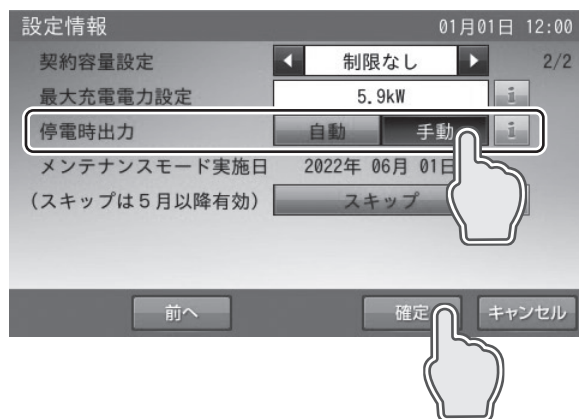 設定情報 01月01日 12:00
契約容量設定 ◀ 制限なし ▶ 2/2
最大充電電力設定 5.9kW i
停電時出力 自動 手動 i
メンテナンスモード実施日 2022年 06月 01日
(スキップは5月以降有効) スキップ
前へ 確定 キャンセル